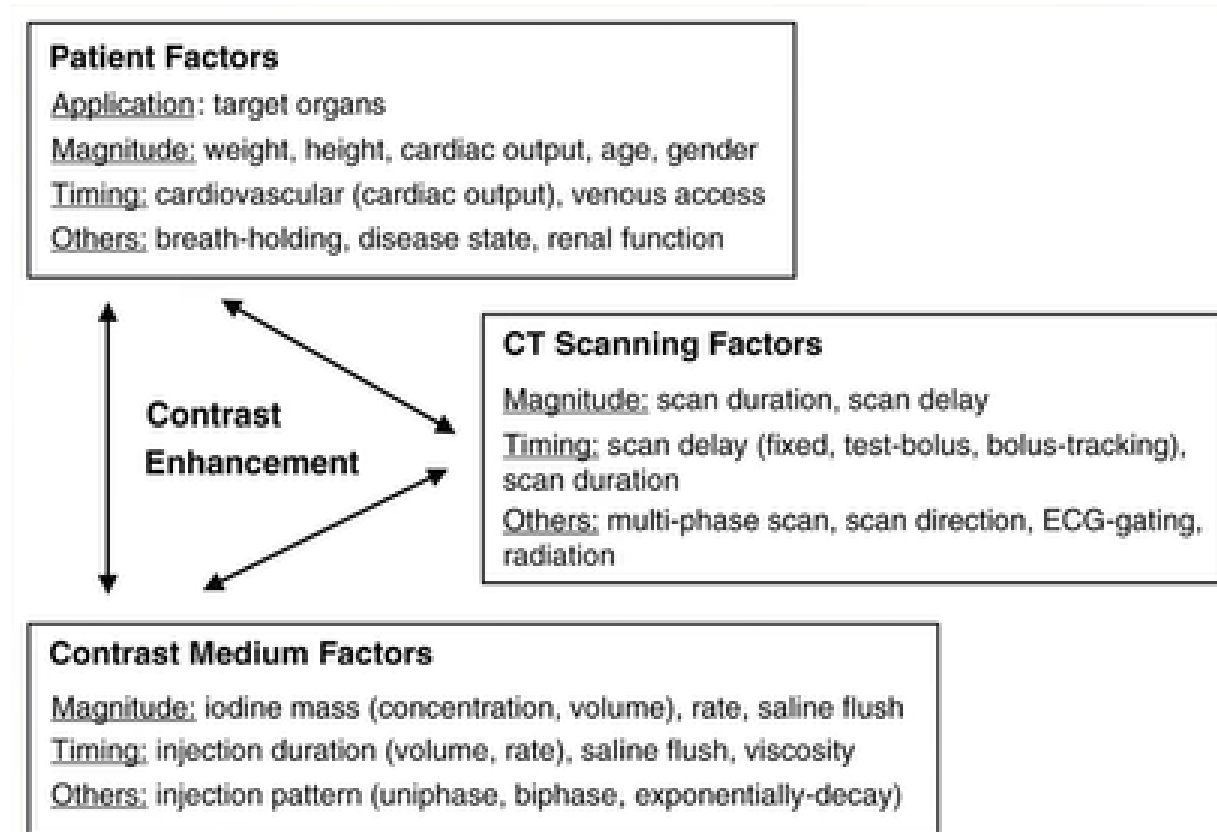 Patient Factors
Application: target organs
Magnitude: weight, height, cardiac output, age, gender
Timing: cardiovascular (cardiac output), venous access
Others: breath-holding, disease state, renal function
Contrast
Enhancement
CT Scanning Factors
Magnitude: scan duration, scan delay
Timing: scan delay (fixed, test-bolus, bolus-tracking),
scan duration
Others: multi-phase scan, scan direction, ECG-gating,
radiation
Contrast Medium Factors
Magnitude: iodine mass (concentration, volume), rate, saline flush
Timing: injection duration (volume, rate), saline flush, viscosity
Others: injection pattern (uniphase, biphase, exponentially-decay)